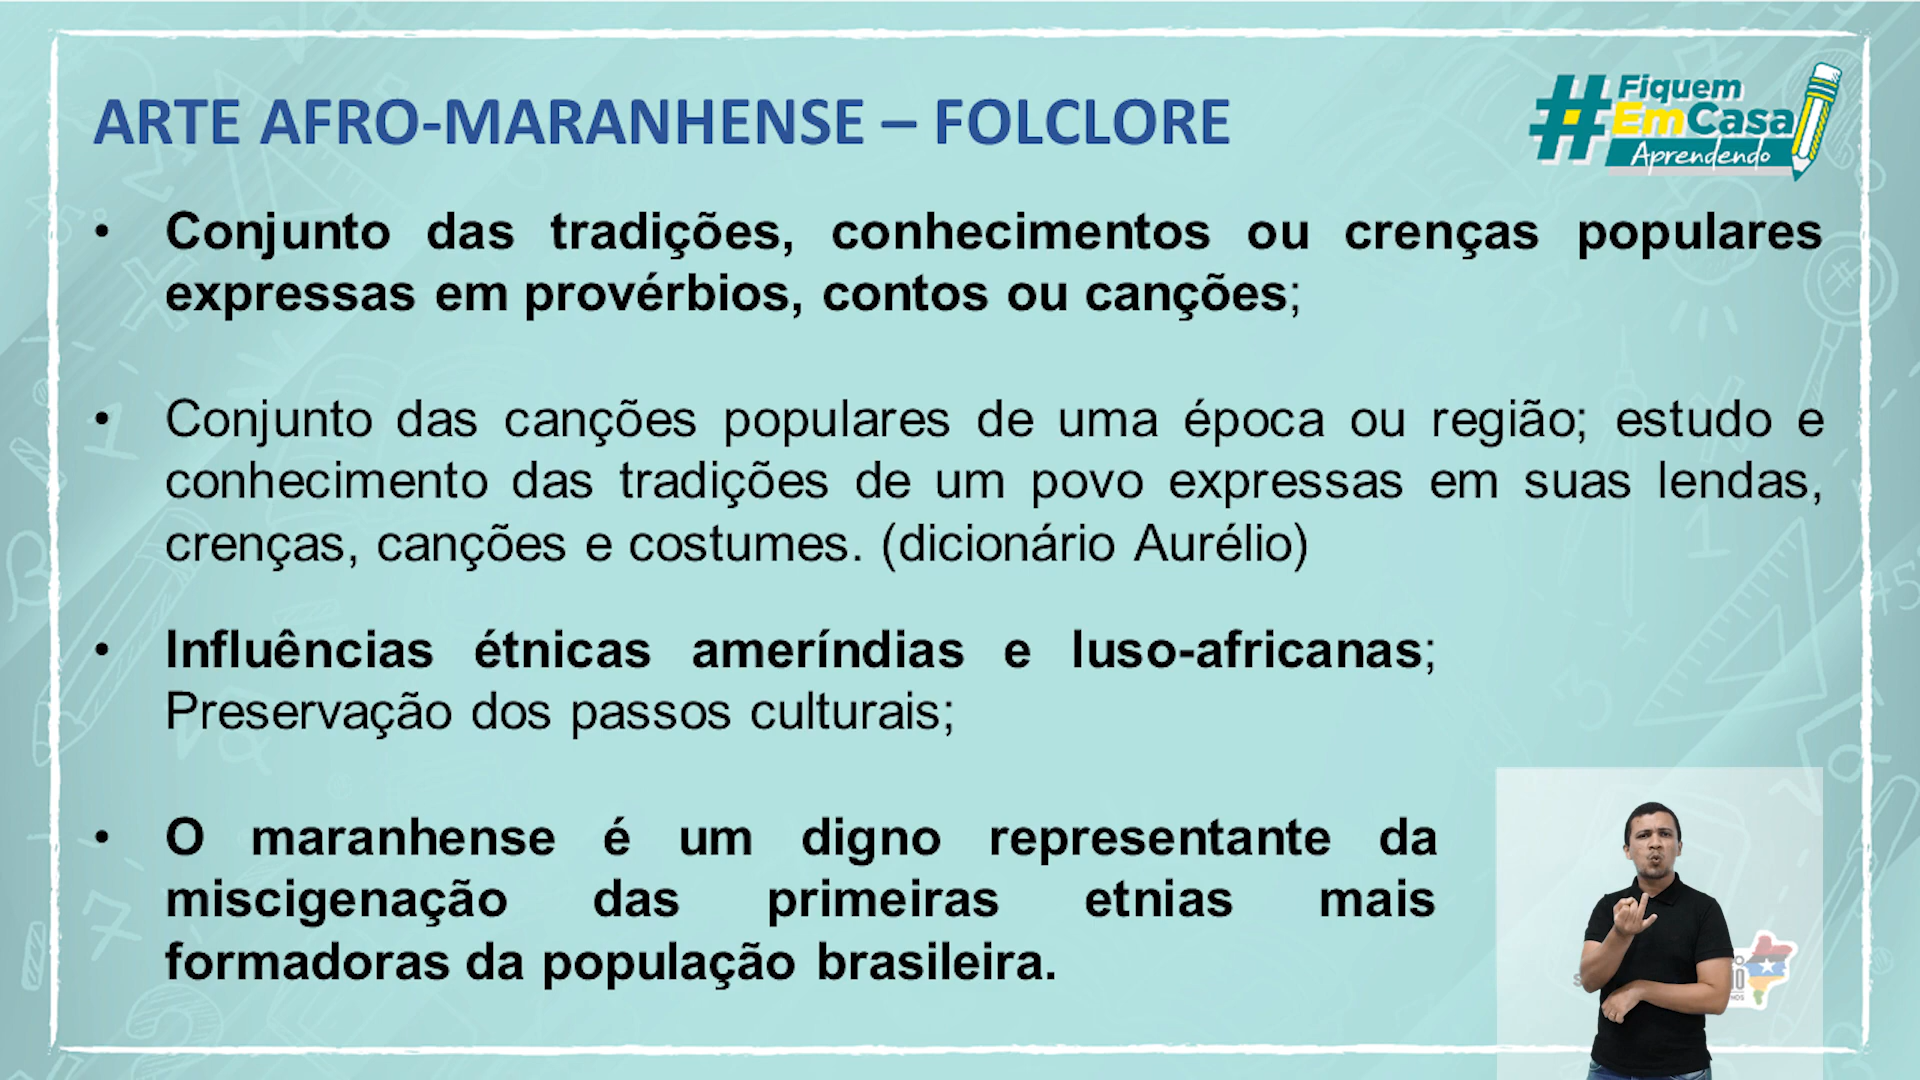 ARTE AFRO-MARANHENSE – FOLCLORE
#Fiquem
EmCasa
Aprendendo
• Conjunto das tradições, conhecimentos ou crenças populares
expressas em provérbios, contos ou canções;
• Conjunto das canções populares de uma época ou região; estudo e
conhecimento das tradições de um povo expressas em suas lendas,
crenças, canções e costumes. (dicionário Aurélio)
• Influências étnicas ameríndias e luso-africanas;
Preservação dos passos culturais;
• O maranhense é um digno representante da
miscigenação das primeiras etnias mais
formadoras da população brasileira.